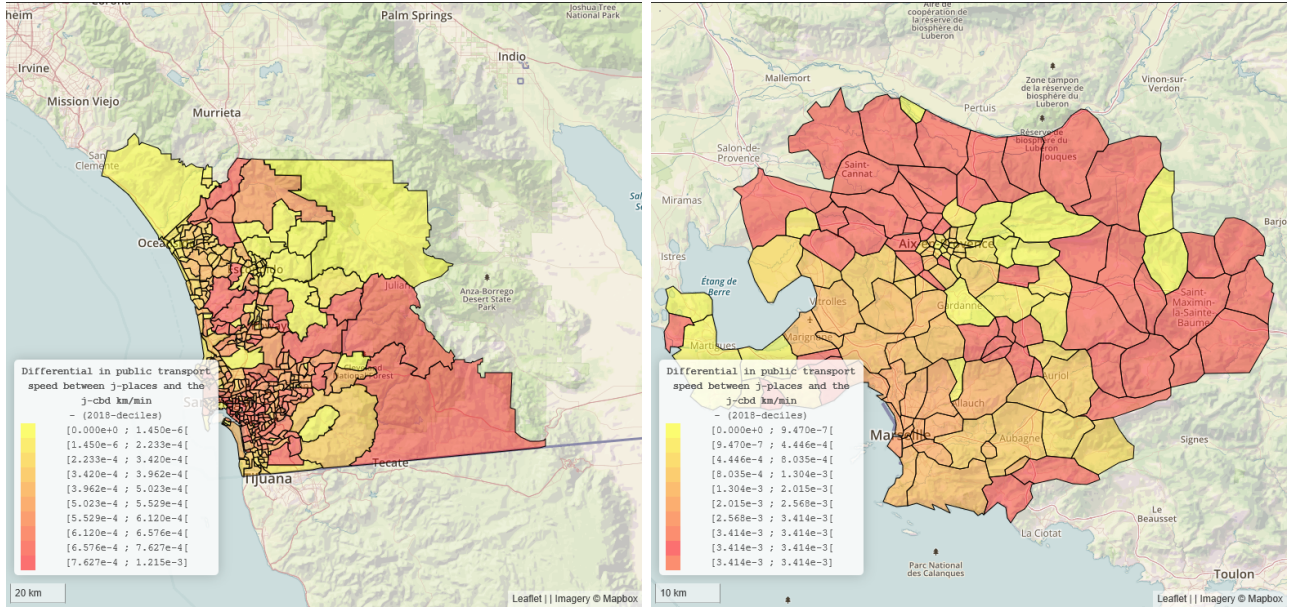 heim
Irvine
Mission Viejo
Murrieta
Palm Springs
Joshua Tree
National Park
Indio
San
Clemente
Julian
Anza-Borrego
Desert State
Park
Tecate
Tijuana
Differential in public transport
speed between j-places and the
j-cbd km/min
- (2018-deciles)
[0.000e+0 ; 1.450e-6[
[1.450e-6 ; 2.233e-4[
[2.233e-4 ; 3.420e-4[
[3.420e-4 ; 3.962e-4[
[3.962e-4 ; 5.023e-4[
[5.023e-4 ; 5.529e-4[
[5.529e-4 ; 6.120e-4[
[6.120e-4 ; 6.576e-4[
[6.576e-4 ; 7.627e-4[
[7.627e-4 ; 1.215e-3]
20 km
Leaflet | | Imagery © Mapbox
Aire de
coopération de
la réserve de
biosphère du
Luberon
Mallemort
Zone tampon
de la réserve de
biosphère du
Luberon
Vinon-sur-
Verdon
Pertuis
Réserve de
biosphère du
Luberon
Jouques
Salon-de-
Provence
Saint-
Cannat
Miramas
Istres
Étang de
Berre
Aix en Provence
Barjo
Vitrolles
Gardanne
Marignane
Martigues
Saint-
Maximin-
la-Sainte-
Baume
Auriol
Allauch
Marseille
Aubagne
Signes
Le
Beausset
La Ciotat
Parc National
des Calanques
Toulon
Differential in public transport
speed between j-places and the
j-cbd km/min
- (2018-deciles)
[0.000e+0 ; 9.470e-7[
[9.470e-7 ; 4.446e-4[
[4.446e-4 ; 8.035e-4[
[8.035e-4 ; 1.304e-3[
[1.304e-3 ; 2.015e-3[
[2.015e-3 ; 2.568e-3[
[2.568e-3 ; 3.414e-3[
[3.414e-3 ; 3.414e-3[
[3.414e-3 ; 3.414e-3[
[3.414e-3 ; 3.414e-3]
10 km
Leaflet | | Imagery © Mapbox